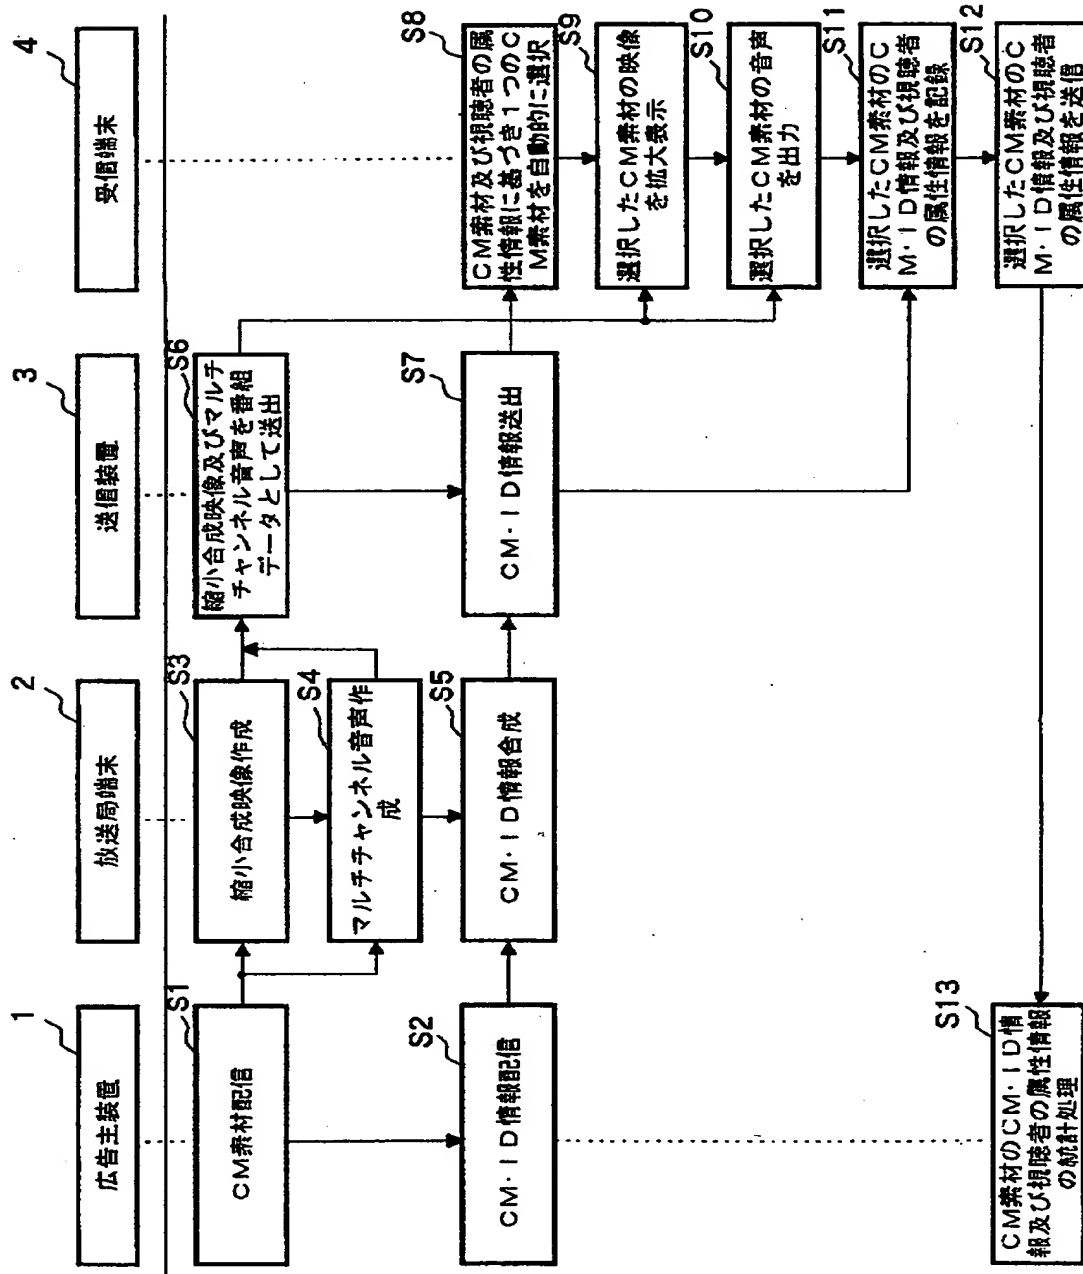 1
広告主装置
2
放送局端末
3
送信装置
4
受信端末
S1
CM素材配信
S2
CM・ID情報配信
S3
縮小合成映像作成
S4
マルチチャンネル音声作
成
S5
CM・ID情報合成
S6
縮小合成映像及びマルチ
チャンネル音声を番組
データとして送出
S7
CM・ID情報送出
S8
CM素材及び視聴者の属
性情報に基づき1つのC
M素材を自動的に選択
S9
選択したCM素材の映像
を拡大表示
S10
選択したCM素材の音声
を出力
S11
選択したCM素材のC
M・ID情報及び視聴者
の属性情報を記録
S12
選択したCM素材のC
M・ID情報及び視聴者
の属性情報を送信
S13
CM素材のCM・ID情
報及び視聴者の属性情報
の統計処理